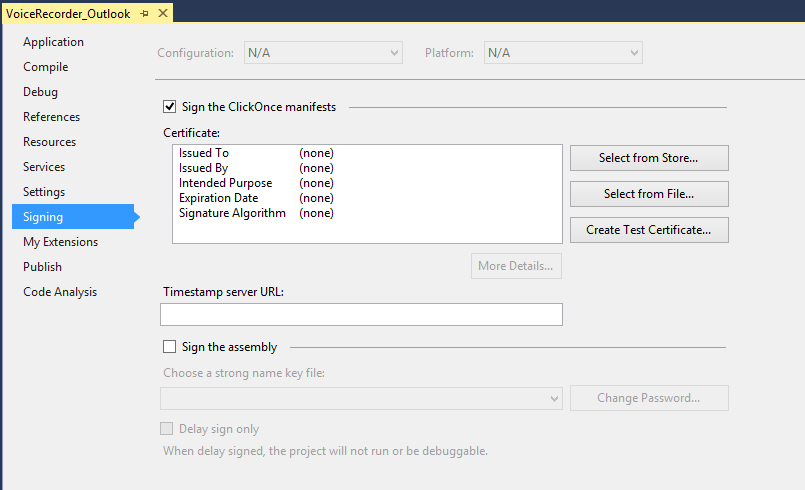 VoiceRecorder_Outlook
Application
Compile
Debug
References
Resources
Services
Settings
Signing
My Extensions
Publish
Code Analysis
Configuration: N/A Platform: N/A
Sign the ClickOnce manifests
Certificate:
Issued To (none)
Issued By (none)
Intended Purpose (none)
Expiration Date (none)
Signature Algorithm (none)
Select from Store...
Select from File...
Create Test Certificate...
More Details...
Timestamp server URL:
Sign the assembly
Choose a strong name key file:
Change Password...
Delay sign only
When delay signed, the project will not run or be debuggable.